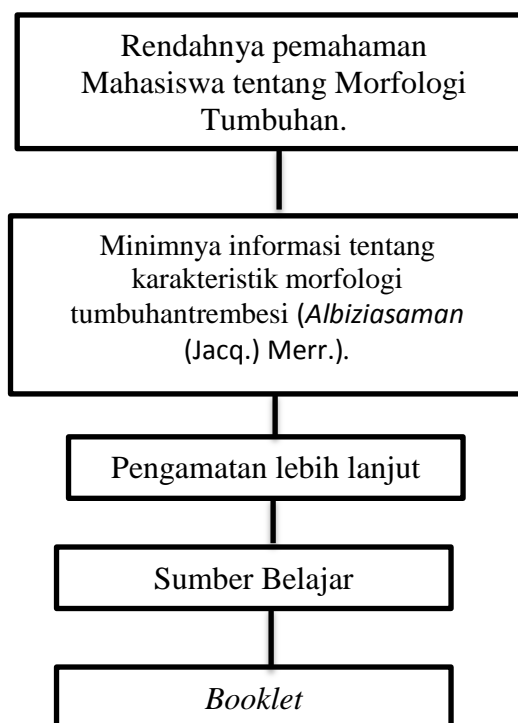 Rendahnya pemahaman
Mahasiswa tentang Morfologi
Tumbuhan.
Minimnya informasi tentang
karakteristik morfologi
tumbuhantrembesi (Albiziasaman
(Jacq.) Merr.).
Pengamatan lebih lanjut
Sumber Belajar
Booklet